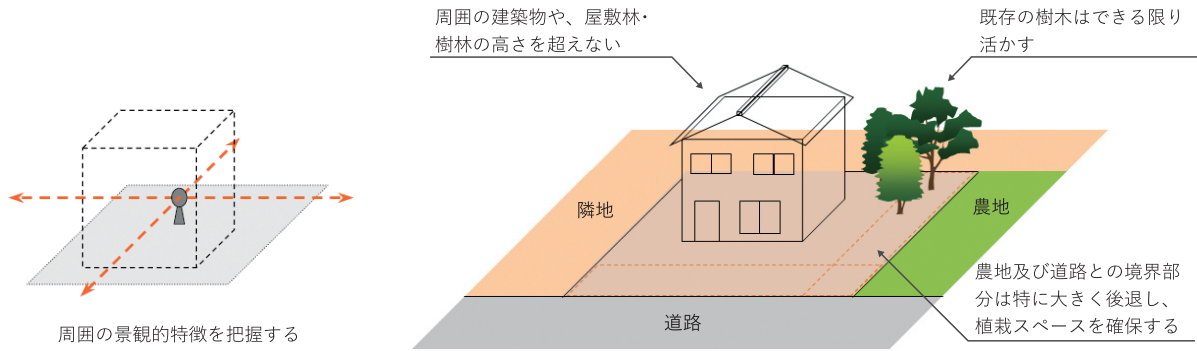 周囲の建築物や、屋敷林・
樹林の高さを超えない
既存の樹木はできる限り
活かす
隣地
農地
農地及び道路との境界部
分は特に大きく後退し、
植栽スペースを確保する
道路
周囲の景観的特徴を把握する